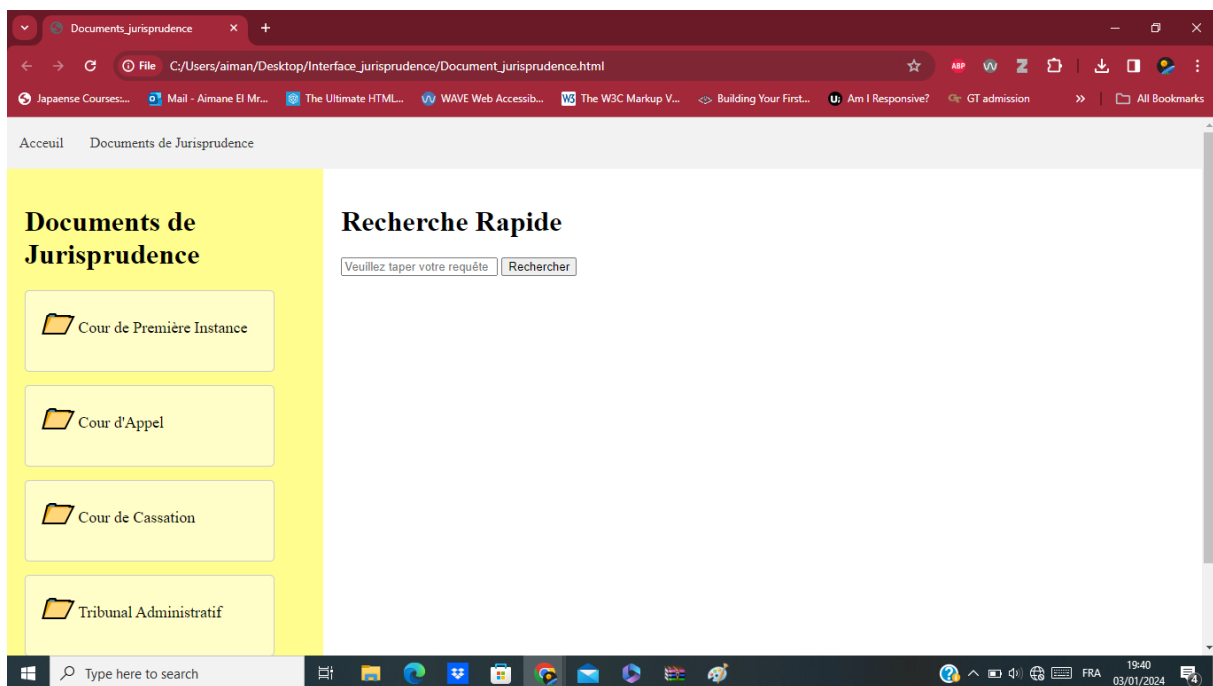 Documents_jurisprudence
File C:/Users/aiman/Desktop/Interface_jurisprudence/Document_jurisprudence.html
ABP
Japaense Courses:... Mail - Aimane El Mr... The Ultimate HTML... WAVE Web Accessib... W3 The W3C Markup V... Building Your First... Am I Responsive? GT admission » All Bookmarks
Acceuil Documents de Jurisprudence
Documents de
Jurisprudence
Cour de Première Instance
Cour d'Appel
Cour de Cassation
Tribunal Administratif
Recherche Rapide
Veuillez taper votre requête Rechercher
Type here to search
FRA
19:40
03/01/2024
4